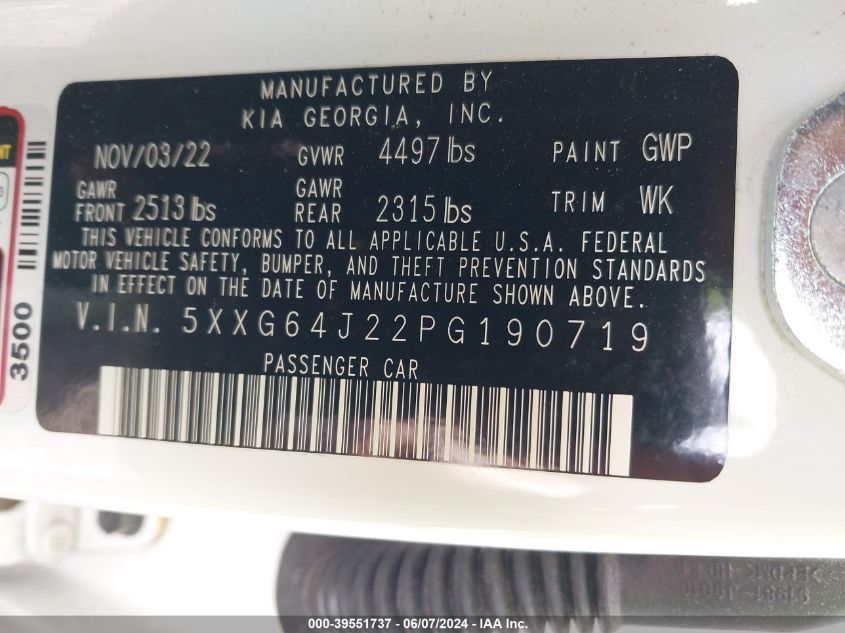 MANUFACTURED BY
KIA GEORGIA, INC.
NOV/03/22 GVWR 4497 lbs PAINT GWP
GAWR FRONT 2513 lbs GAWR REAR 2315 lbs TRIM WK
THIS VEHICLE CONFORMS TO ALL APPLICABLE U.S.A. FEDERAL
MOTOR VEHICLE SAFETY, BUMPER, AND THEFT PREVENTION STANDARDS
IN EFFECT ON THE DATE OF MANUFACTURE SHOWN ABOVE.
V.I.N. 5XXG64J22PG190719
PASSENGER CAR
3500
000-39551737 - 06/07/2024 - IAA Inc.